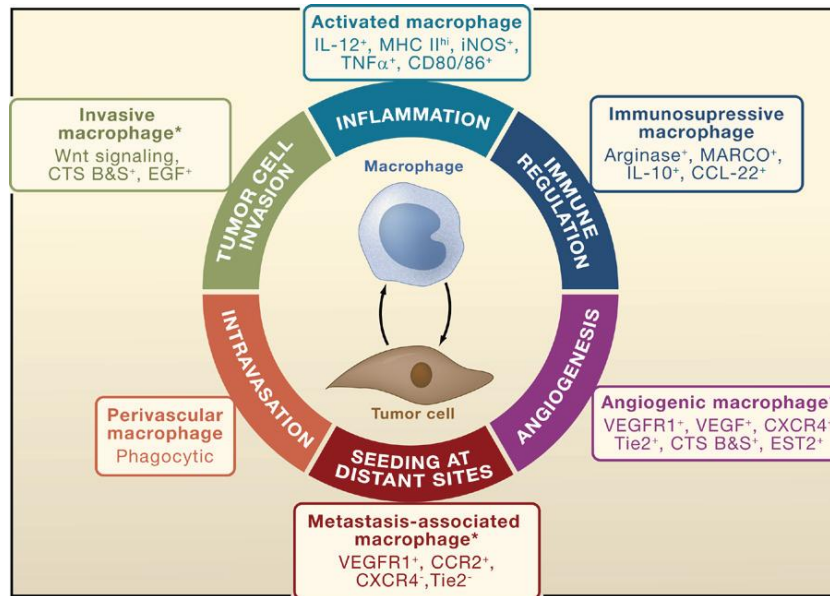 Activated macrophage
IL-12⁺, MHC IIʰⁱ, iNOS⁺,
TNFα⁺, CD80/86⁺
Invasive
macrophage*
Wnt signaling,
CTS B&S⁺, EGF⁺
Immunosupressive
macrophage
Arginase⁺, MARCO⁺,
IL-10⁺, CCL-22⁺
INFLAMMATION
TUMOR CELL
INVASION
IMMUNE
REGULATION
Macrophage
INTRAVASATION
ANGIOGENESIS
Tumor cell
Perivascular
macrophage
Phagocytic
Angiogenic macrophage*
VEGFR1⁺, VEGF⁺, CXCR4⁺
Tie2⁺, CTS B&S⁺, EST2⁺
SEEDING AT
DISTANT SITES
Metastasis-associated
macrophage*
VEGFR1⁺, CCR2⁺,
CXCR4⁻,Tie2⁻